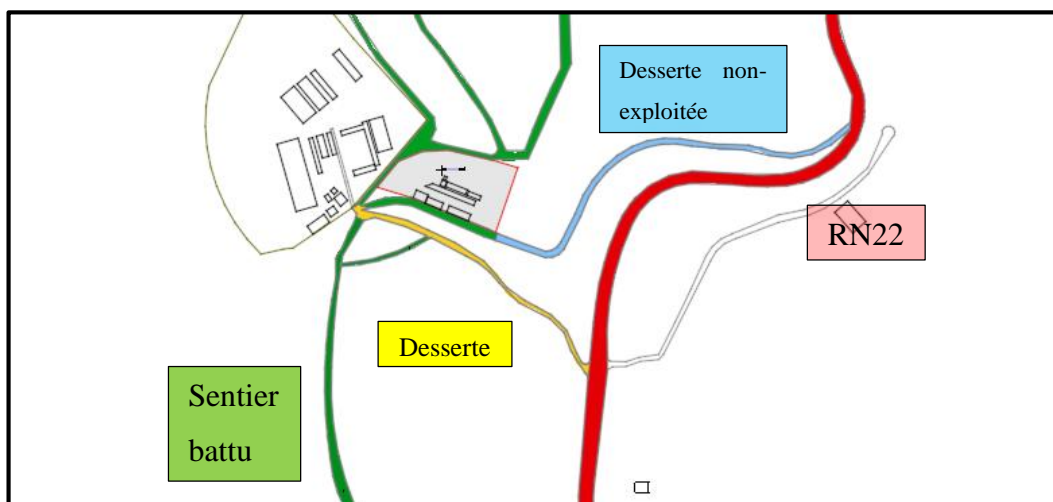 Desserte non-
exploitée
RN22
Desserte
Sentier
battu